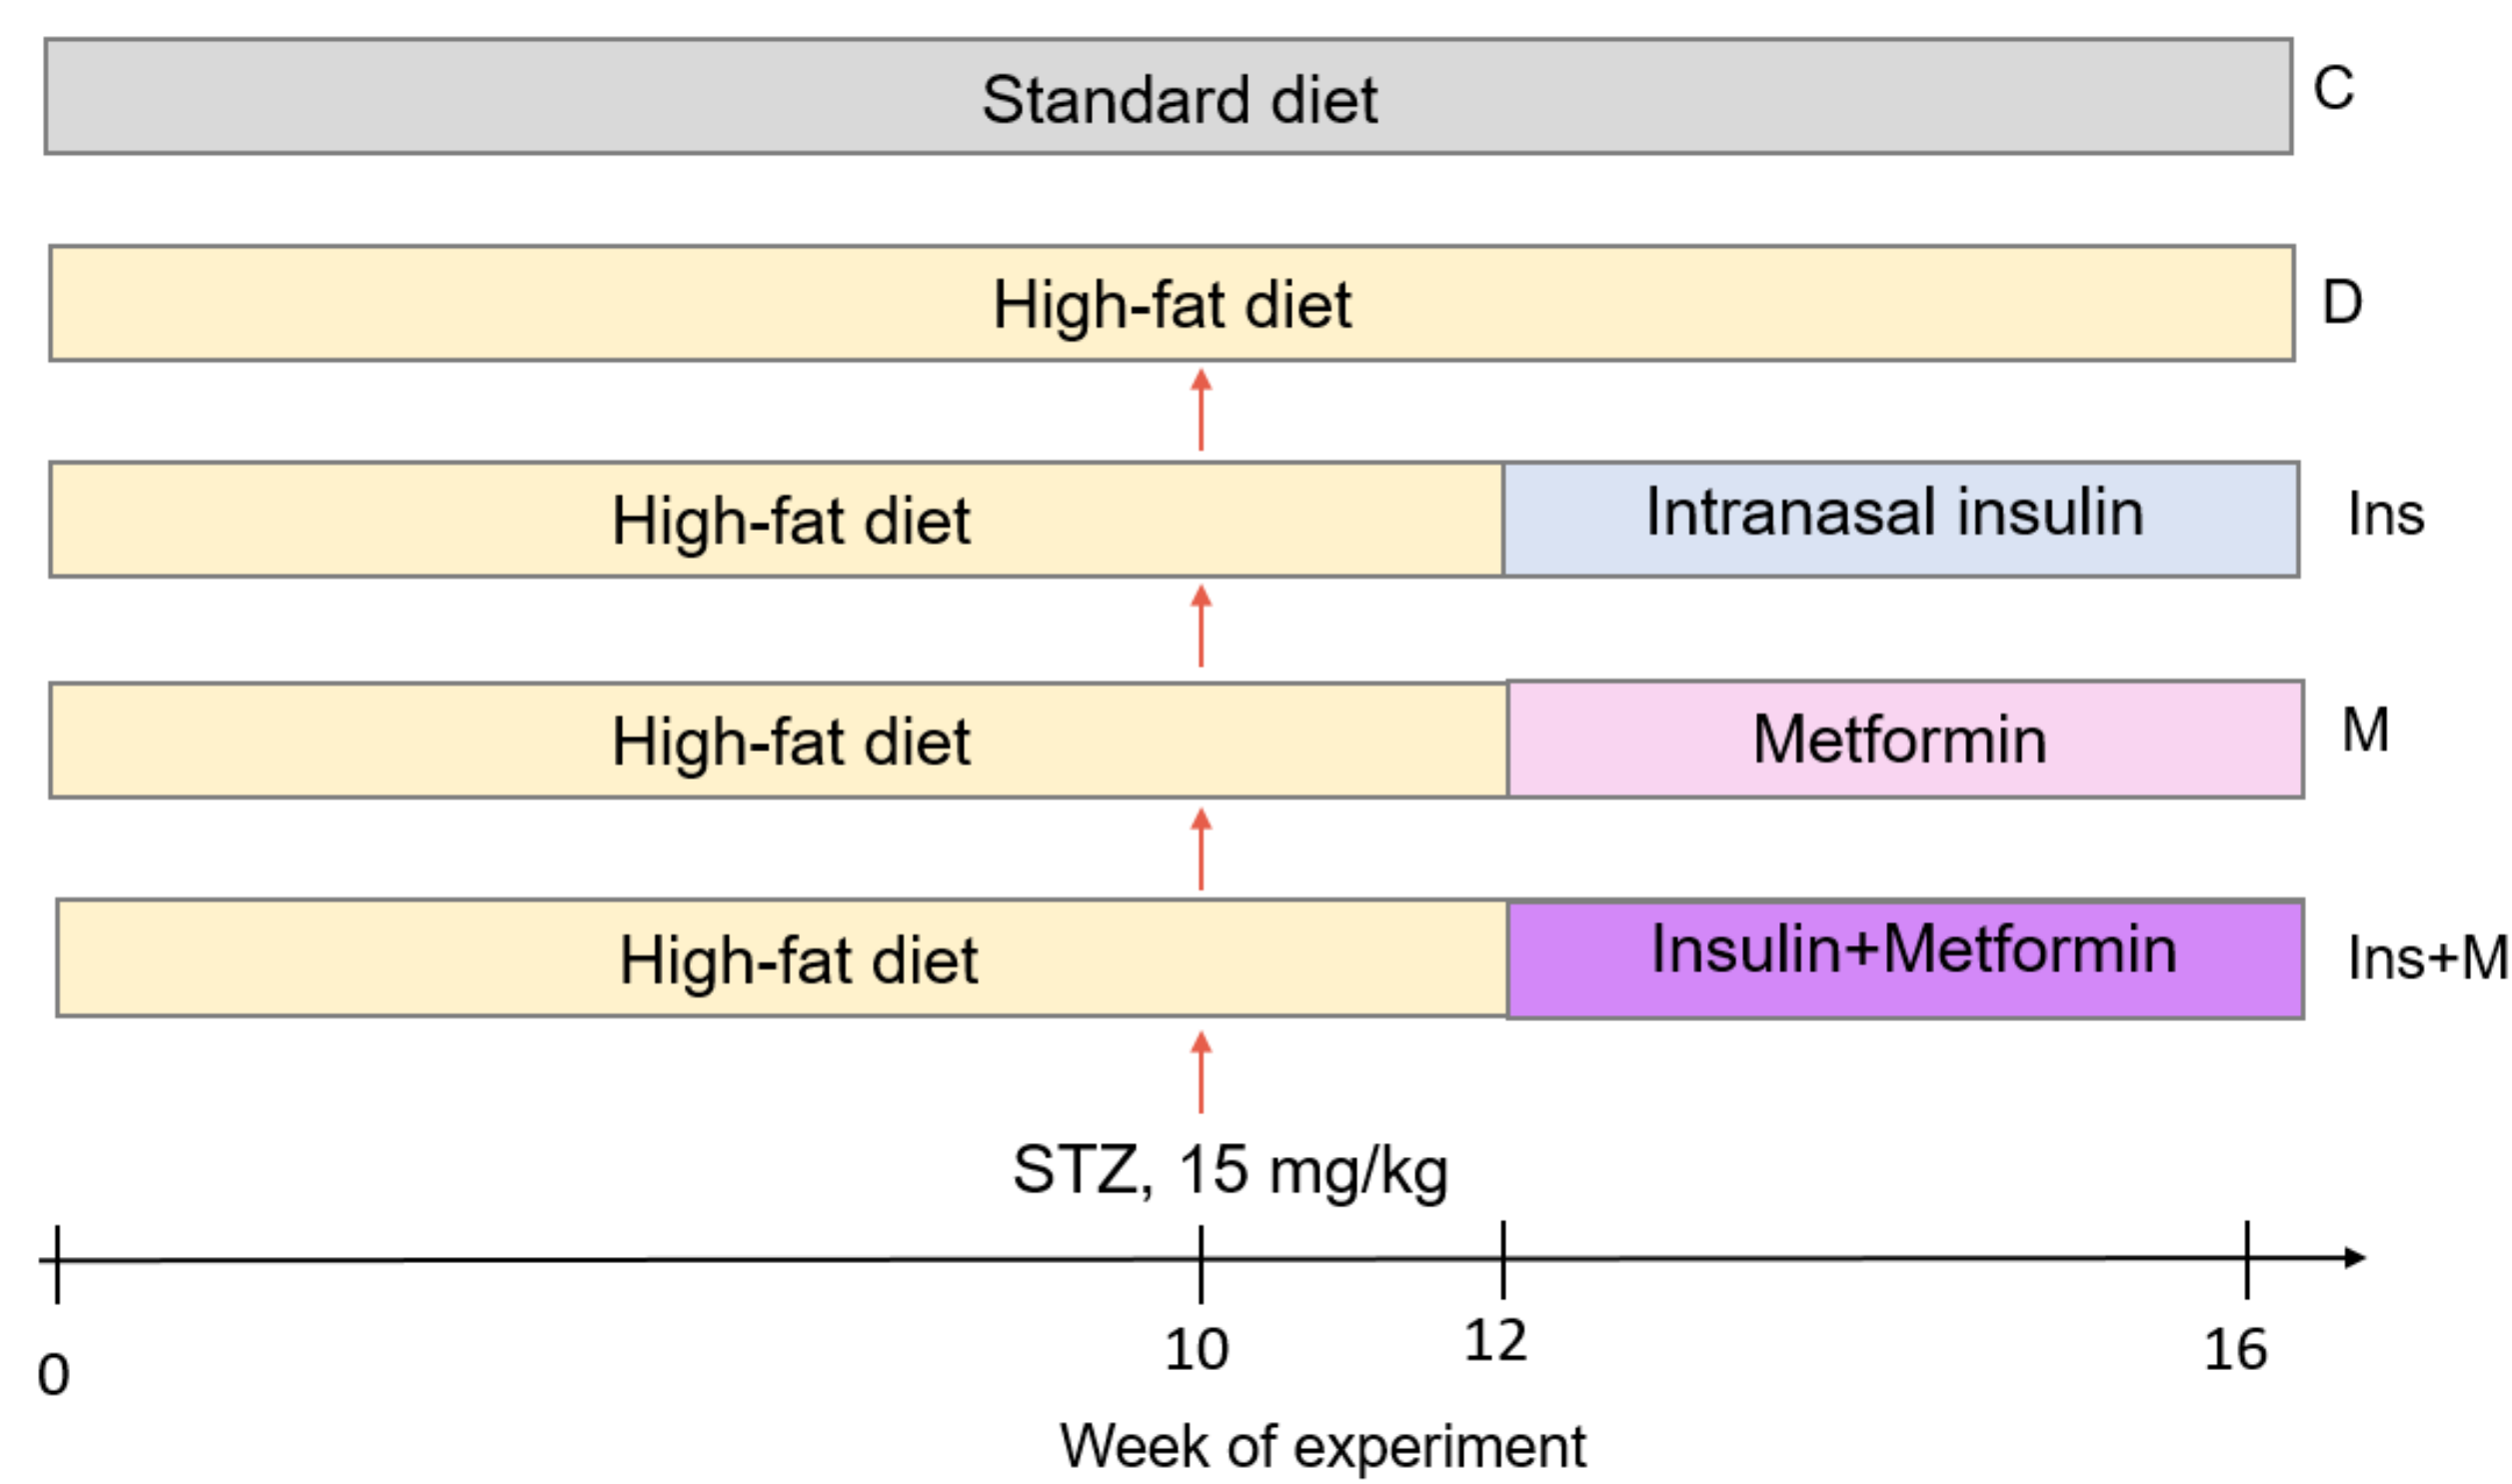 Standard diet C
High-fat diet D
High-fat diet Intranasal insulin Ins
High-fat diet Metformin M
High-fat diet Insulin+Metformin Ins+M
STZ, 15 mg/kg
0 10 12 16
Week of experiment